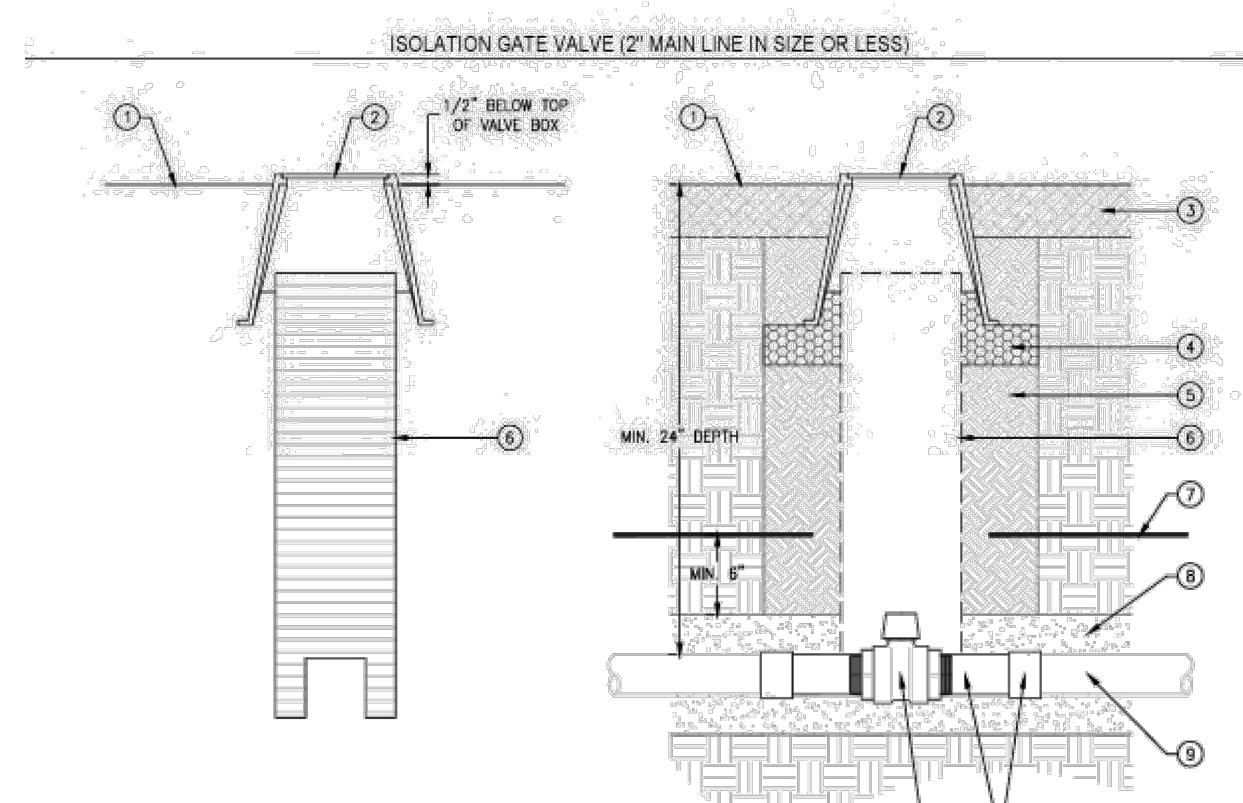 ISOLATION GATE VALVE (2" MAIN LINE IN SIZE OR LESS)
1
2
1/2" BELOW TOP
OF VALVE BOX
6
1
2
3
4
5
MIN. 24" DEPTH
6
7
MIN. 6"
8
9